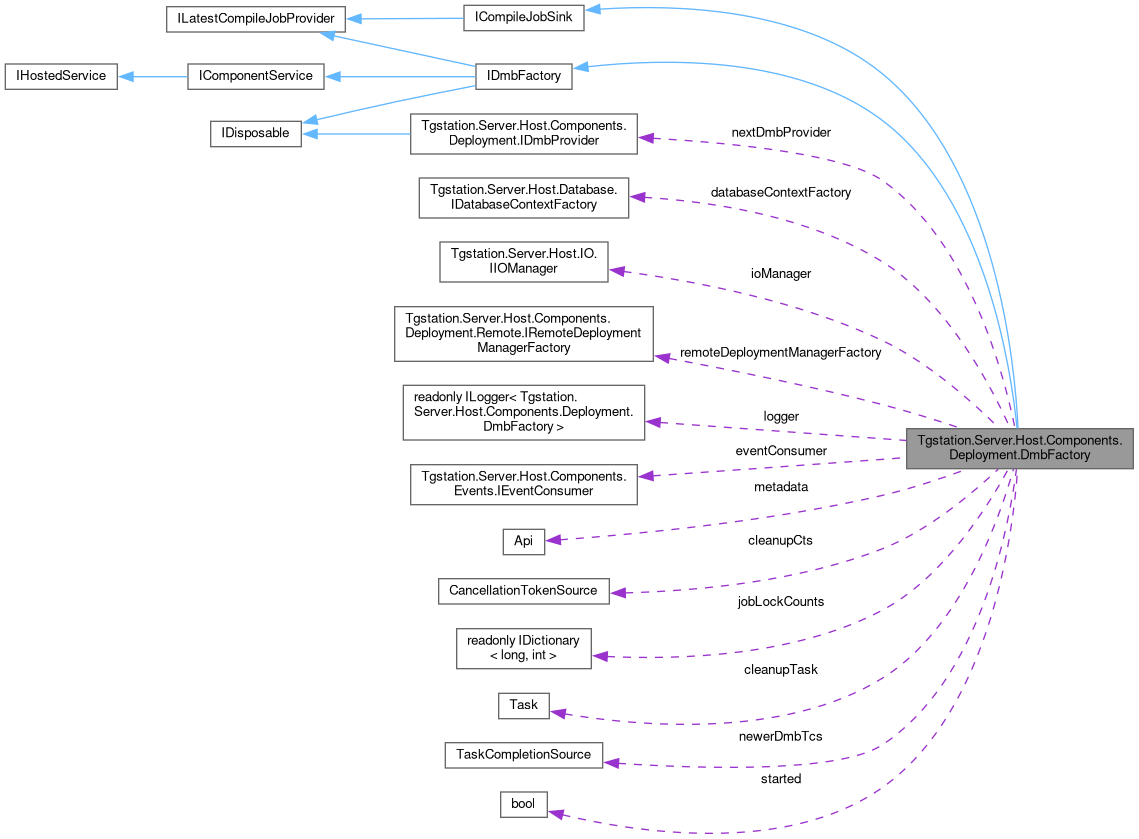 ILatestCompileJobProvider
ICompileJobSink
IHostedService
IComponentService
IDmbFactory
IDisposable
Tgstation.Server.Host.Components.
Deployment.IDmbProvider
nextDmbProvider
Tgstation.Server.Host.Database.
IDatabaseContextFactory
databaseContextFactory
Tgstation.Server.Host.IO.
IIOManager
ioManager
Tgstation.Server.Host.Components.
Deployment.Remote.IRemoteDeployment
ManagerFactory
remoteDeploymentManagerFactory
readonly ILogger< Tgstation.
Server.Host.Components.Deployment.
DmbFactory >
logger
Tgstation.Server.Host.Components.
Deployment.DmbFactory
Tgstation.Server.Host.Components.
Events.IEventConsumer
eventConsumer
Api
metadata
CancellationTokenSource
cleanupCts
readonly IDictionary
< long, int >
jobLockCounts
Task
cleanupTask
TaskCompletionSource
newerDmbTcs
bool
started